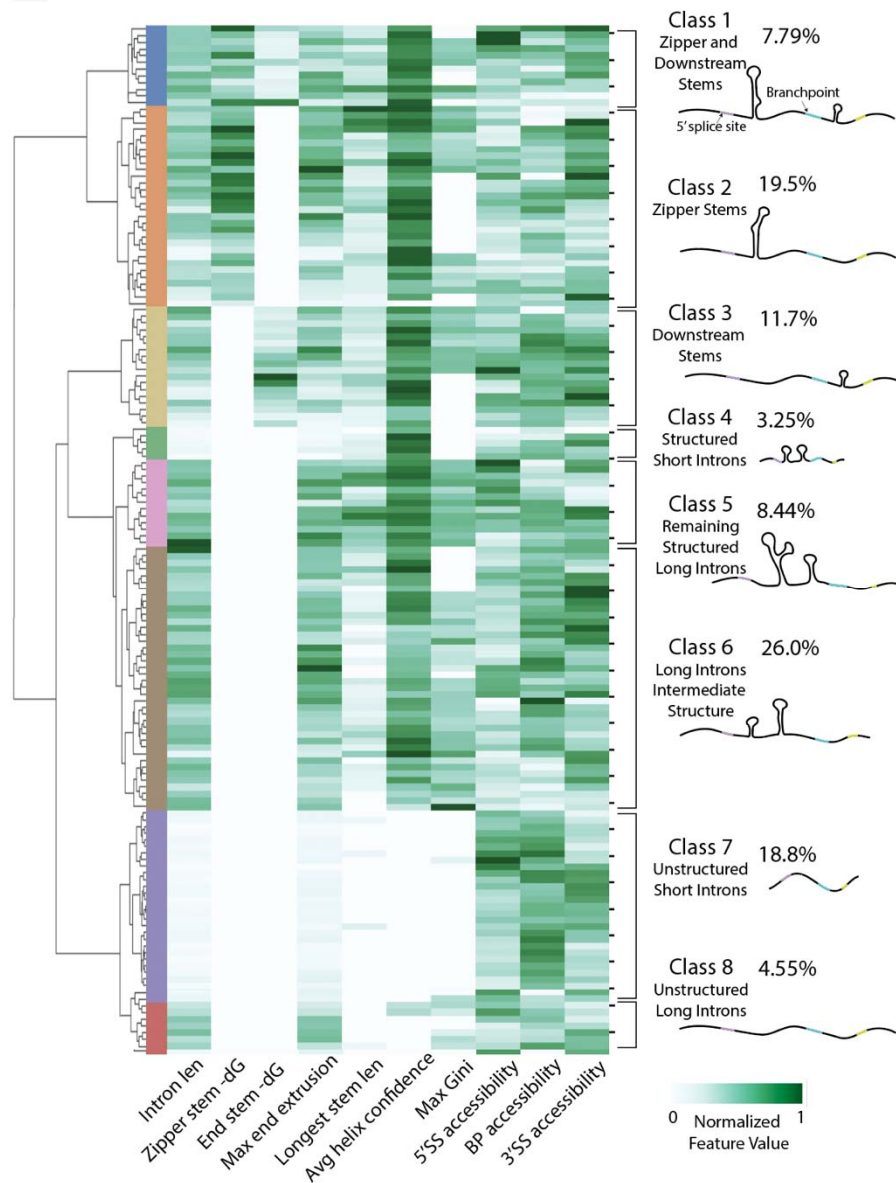 Class 1
Zipper and
Downstream
Stems
7.79%
Branchpoint
5'splice site
Class 2
Zipper Stems
19.5%
Class 3
Downstream
Stems
11.7%
Class 4
Structured
Short Introns
3.25%
Class 5
Remaining
Structured
Long Introns
8.44%
Class 6
Long Introns
Intermediate
Structure
26.0%
Class 7
Unstructured
Short Introns
18.8%
Class 8
Unstructured
Long Introns
4.55%
Intron len
Zipper stem -dG
End stem -dG
Max end extrusion
Longest stem len
Avg helix confidence
Max Gini
5'SS accessibility
BP accessibility
3'SS accessibility
0
1
Normalized
Feature Value